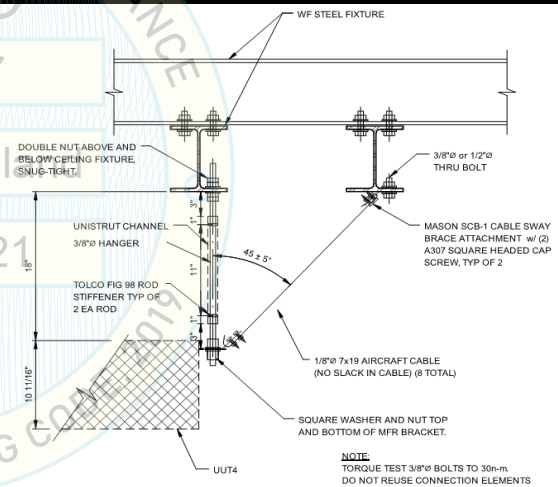 WF STEEL FIXTURE
DOUBLE NUT ABOVE AND
BELOW CEILING FIXTURE,
SNUG-TIGHT.
3/8"Ø or 1/2"Ø
THRU BOLT
UNISTRUT CHANNEL
3/8"Ø HANGER
MASON SCB-1 CABLE SWAY
BRACE ATTACHMENT w/ (2)
A307 SQUARE HEADED CAP
SCREW, TYP OF 2
3"
1"
45 ± 5°
18"
11"
TOLCO FIG 98 ROD
STIFFENER TYP OF
2 EA ROD
1"
3"
1/8"Ø 7x19 AIRCRAFT CABLE
(NO SLACK IN CABLE) (8 TOTAL)
10 11/16"
SQUARE WASHER AND NUT TOP
AND BOTTOM OF MFR BRACKET.
UUT4
NOTE:
TORQUE TEST 3/8"Ø BOLTS TO 30n-m.
DO NOT REUSE CONNECTION ELEMENTS
land
21
G CODE, 2019